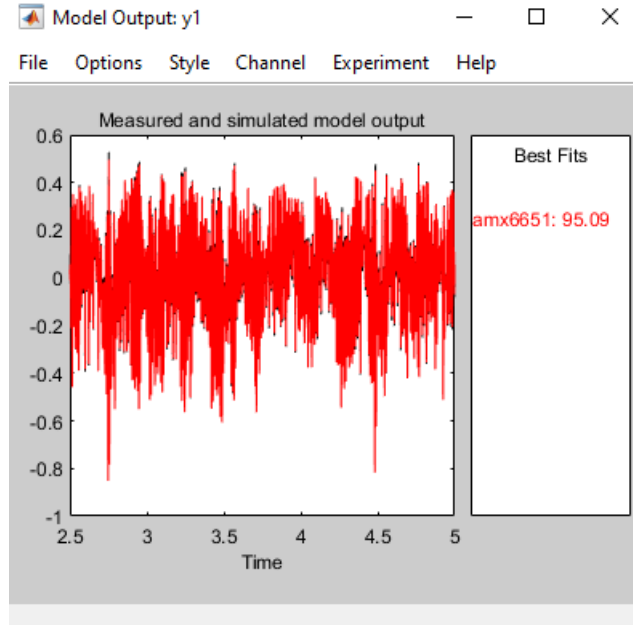 Model Output: y1
File Options Style Channel Experiment Help
Measured and simulated model output
Best Fits
amx6651: 95.09
0.6
0.4
0.2
0
-0.2
-0.4
-0.6
-0.8
-1
2.5 3 3.5 4 4.5 5
Time